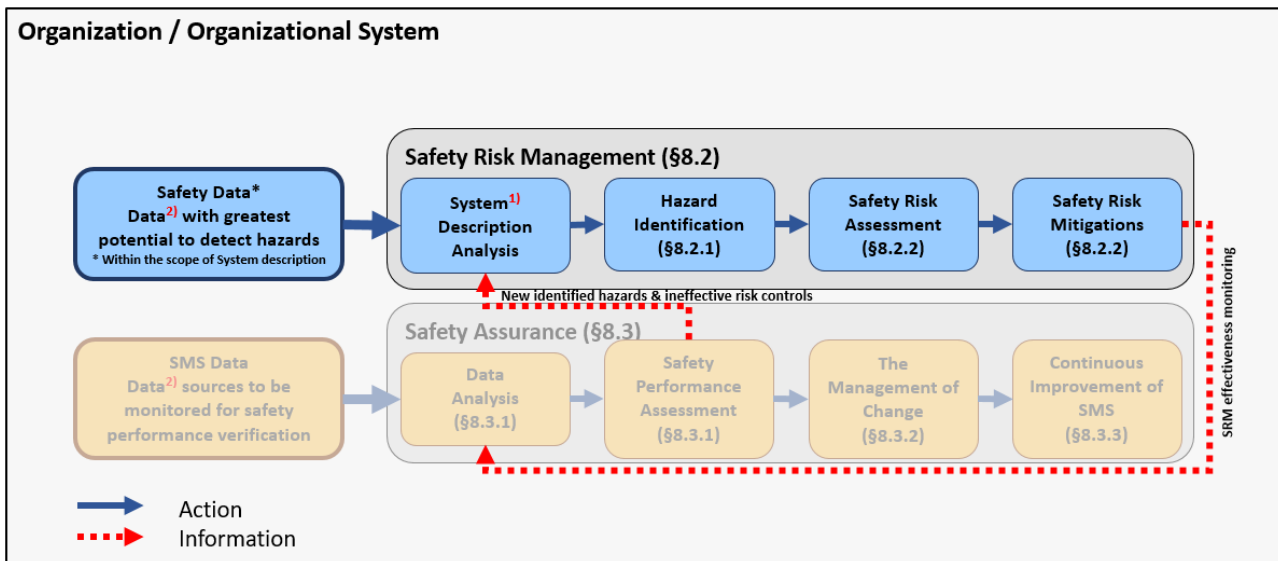 Organization / Organizational System
Safety Risk Management (§8.2)
Safety Data*
Data2) with greatest
potential to detect hazards
* Within the scope of System description
System1)
Description
Analysis
Hazard
Identification
(§8.2.1)
Safety Risk
Assessment
(§8.2.2)
Safety Risk
Mitigations
(§8.2.2)
New identified hazards & ineffective risk controls
SRM effectiveness monitoring
Safety Assurance (§8.3)
SMS Data
Data2) sources to be
monitored for safety
performance verification
Data
Analysis
(§8.3.1)
Safety
Performance
Assessment
(§8.3.1)
The
Management of
Change
(§8.3.2)
Continuous
Improvement of
SMS
(§8.3.3)
Action
Information